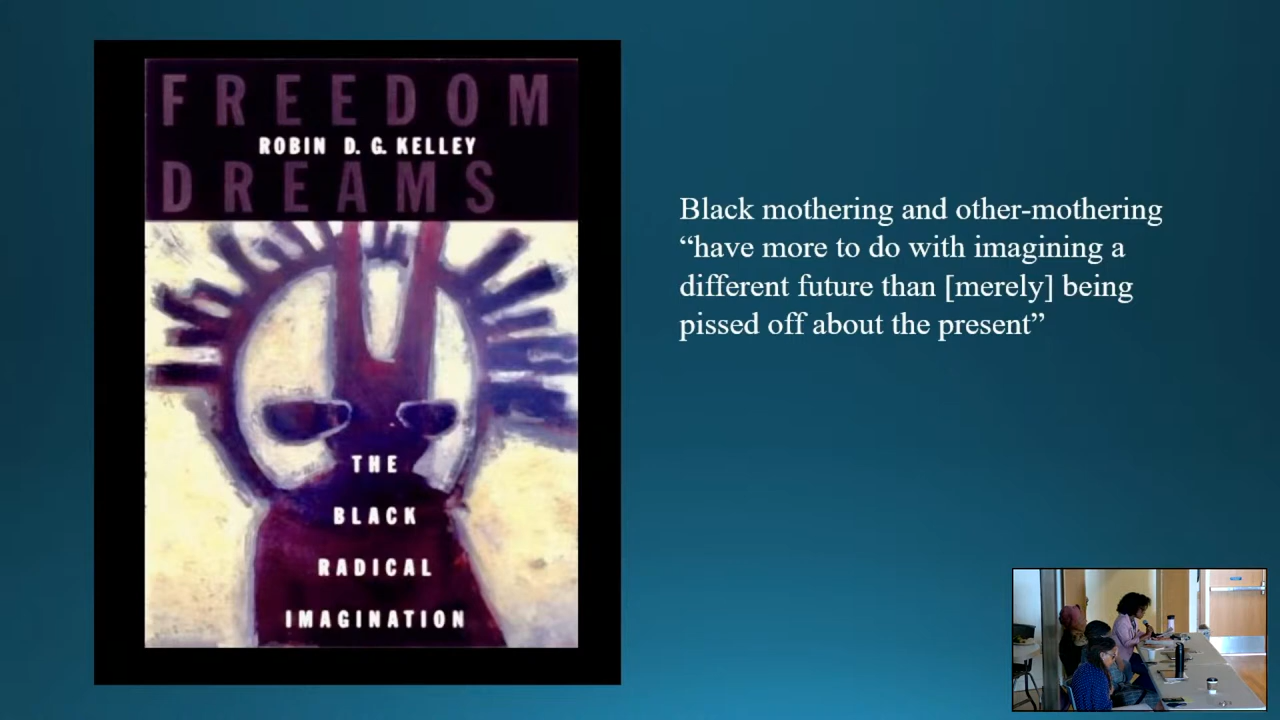 FREEDOM
ROBIN D. G. KELLEY
DREAMS
THE
BLACK
RADICAL
IMAGINATION
Black mothering and other-mothering
“have more to do with imagining a
different future than [merely] being
pissed off about the present”